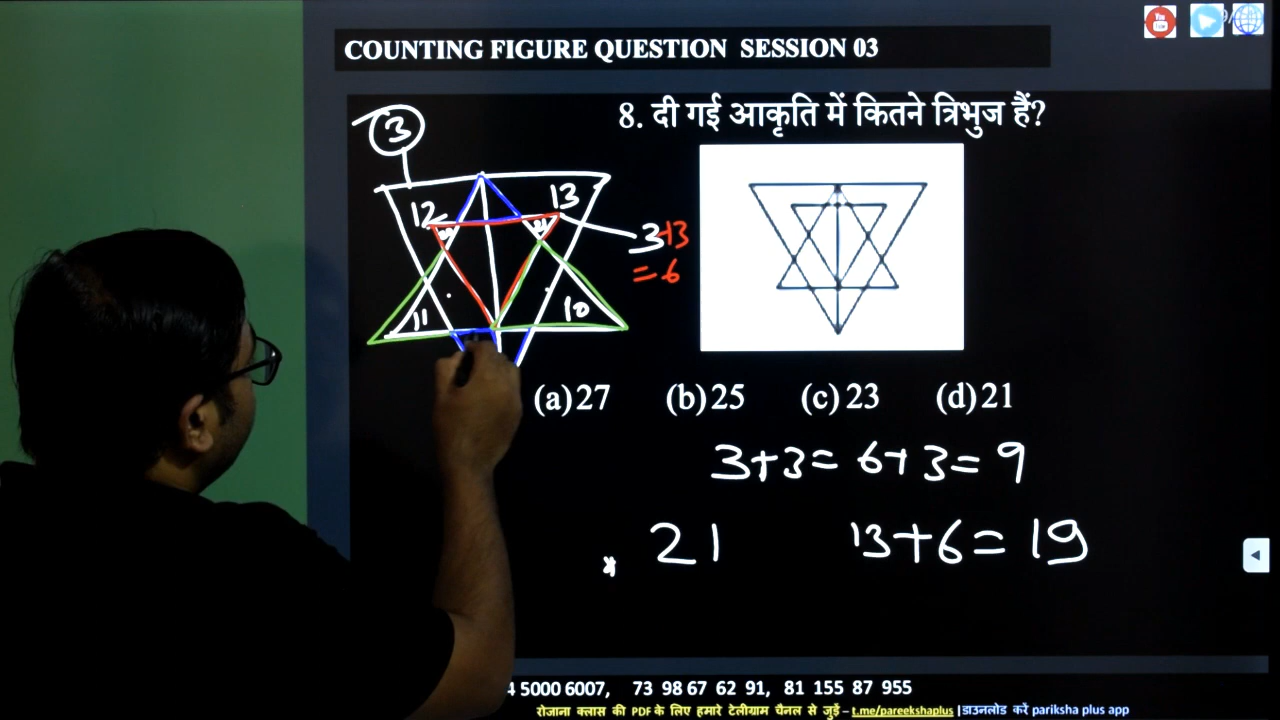 COUNTING FIGURE QUESTION SESSION 03
8. दी गई आकृति में कितने त्रिभुज हैं?
3
12 13
3+3
= 6
11 10
(a) 27 (b) 25 (c) 23 (d) 21
3+3= 6+3= 9
21 13+6= 19
4 5000 6007, 73 98 67 62 91, 81 155 87 955
रोजाना क्लास की PDF के लिए हमारे टेलीग्राम चैनल से जुड़ें – t.me/pareekshaplus | डाउनलोड करें pariksha plus app